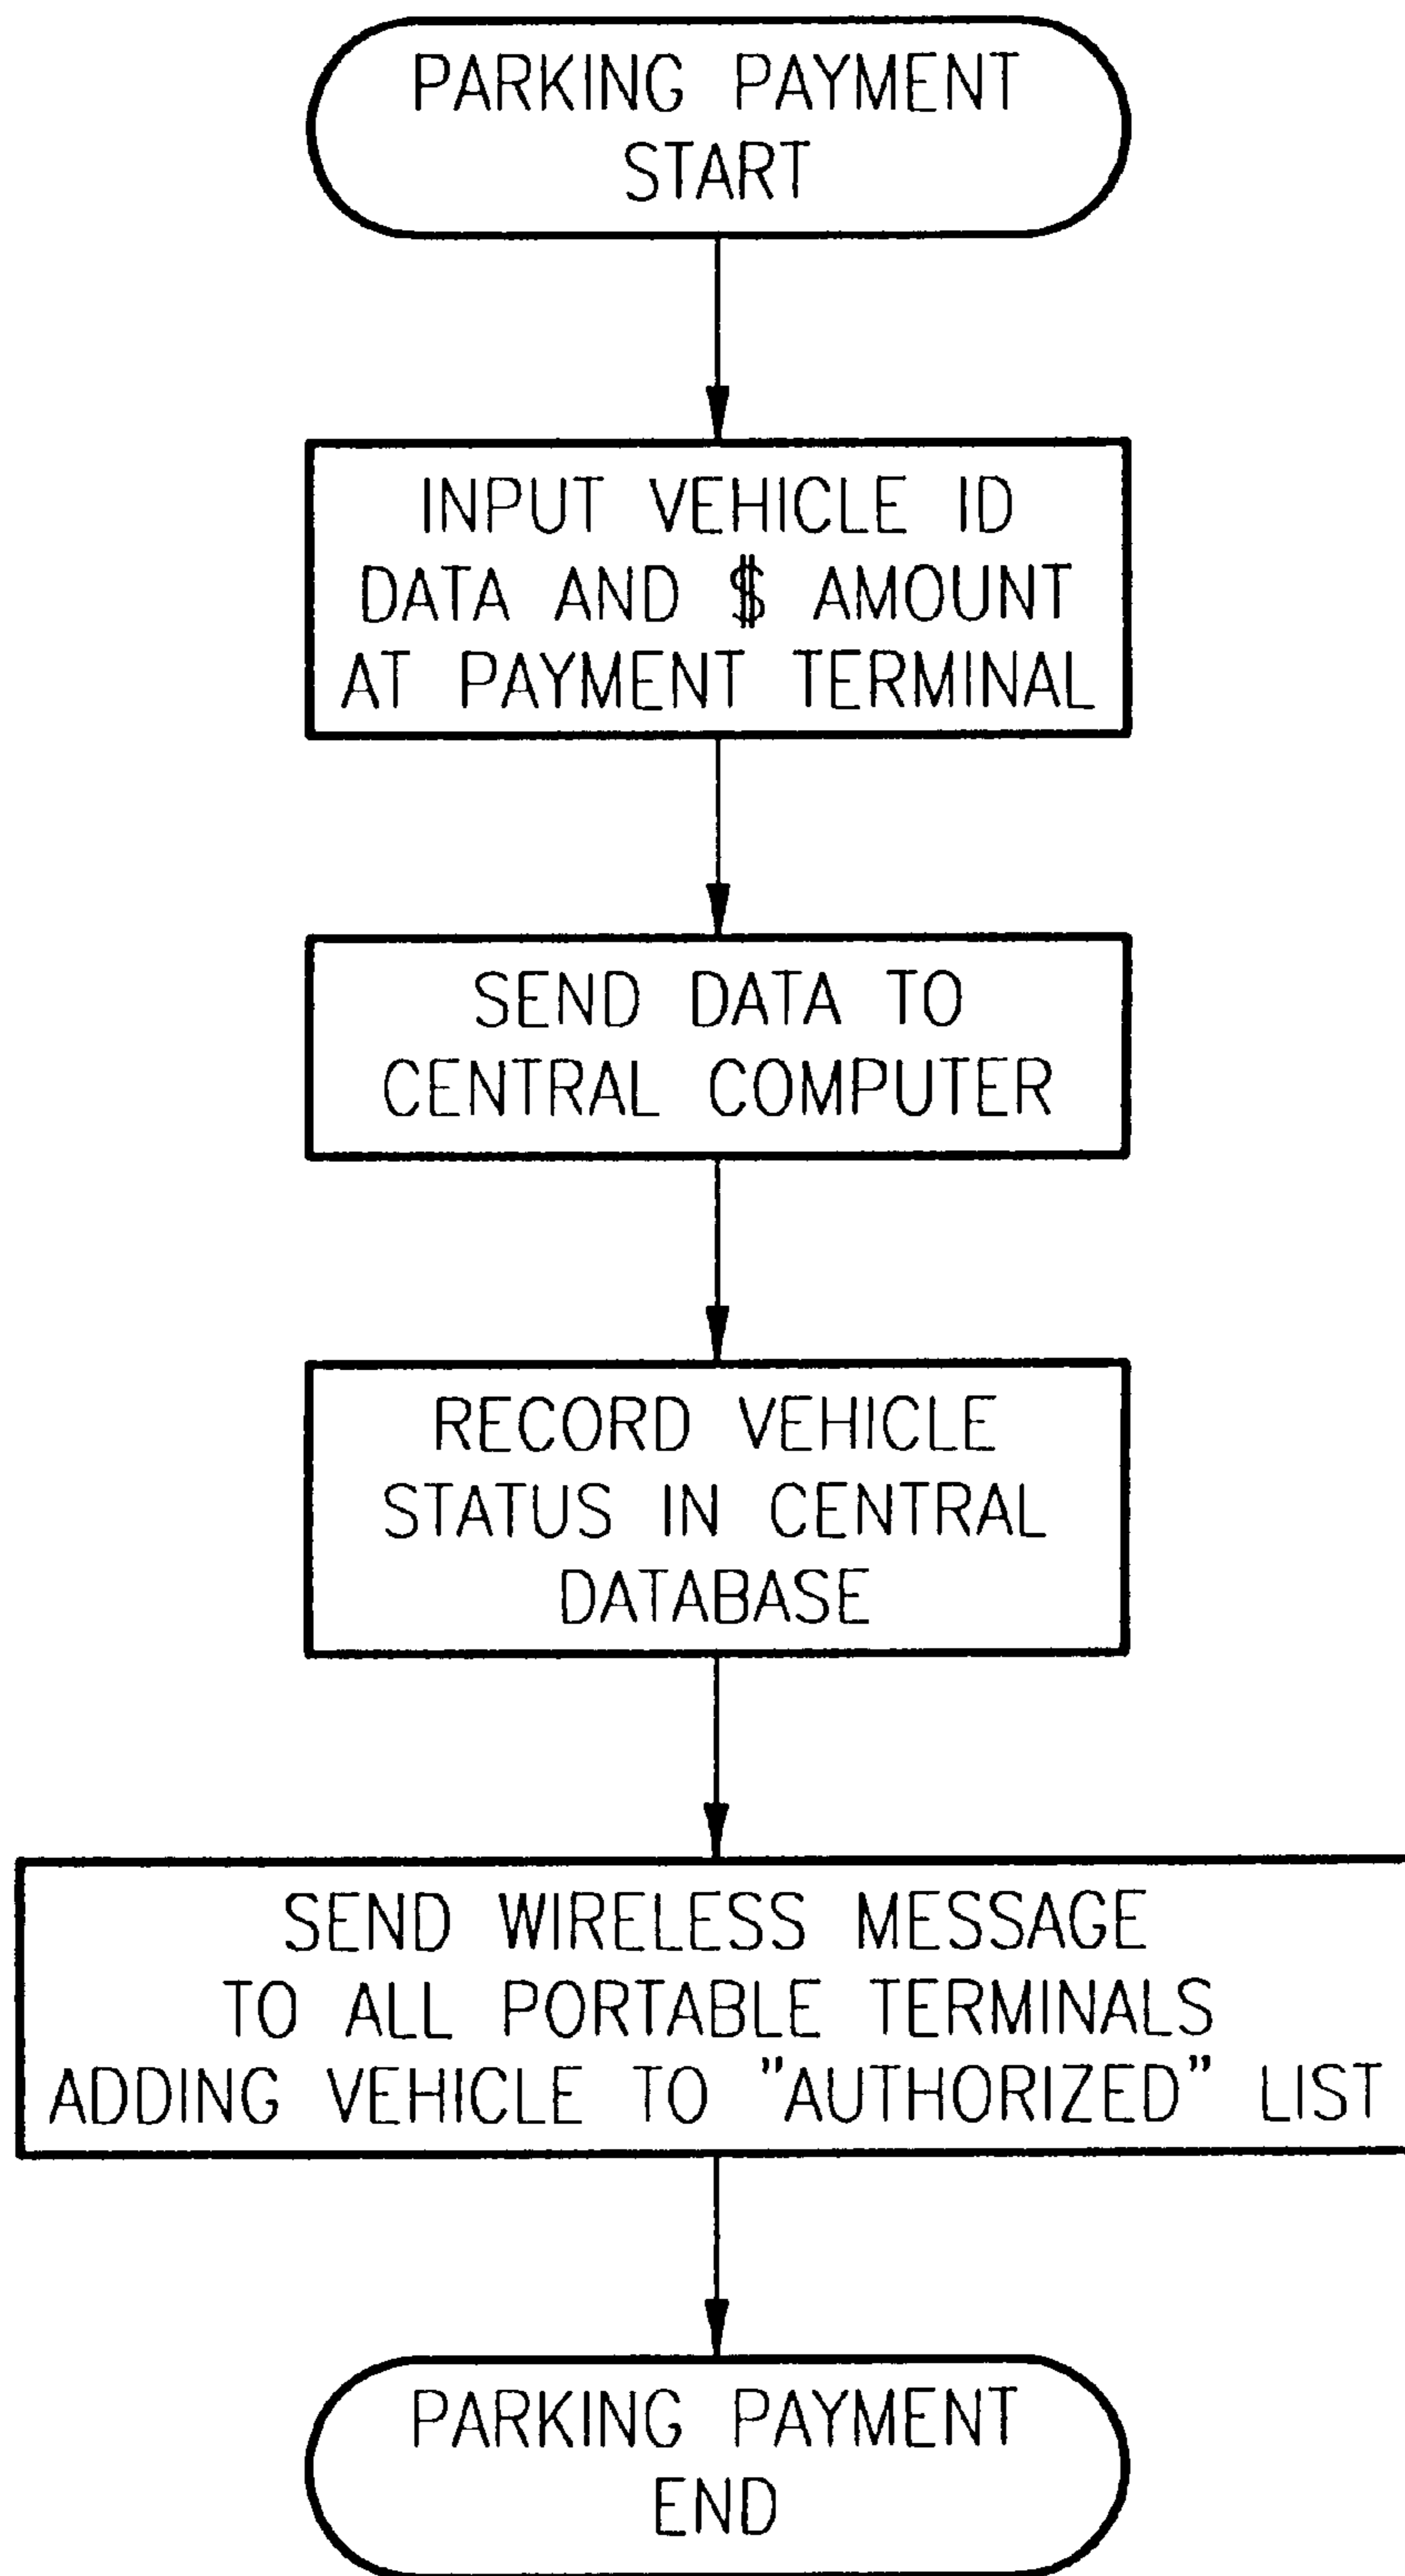 PARKING PAYMENT
START
INPUT VEHICLE ID
DATA AND $ AMOUNT
AT PAYMENT TERMINAL
SEND DATA TO
CENTRAL COMPUTER
RECORD VEHICLE
STATUS IN CENTRAL
DATABASE
SEND WIRELESS MESSAGE
TO ALL PORTABLE TERMINALS
ADDING VEHICLE TO ”AUTHORIZED” LIST
PARKING PAYMENT
END